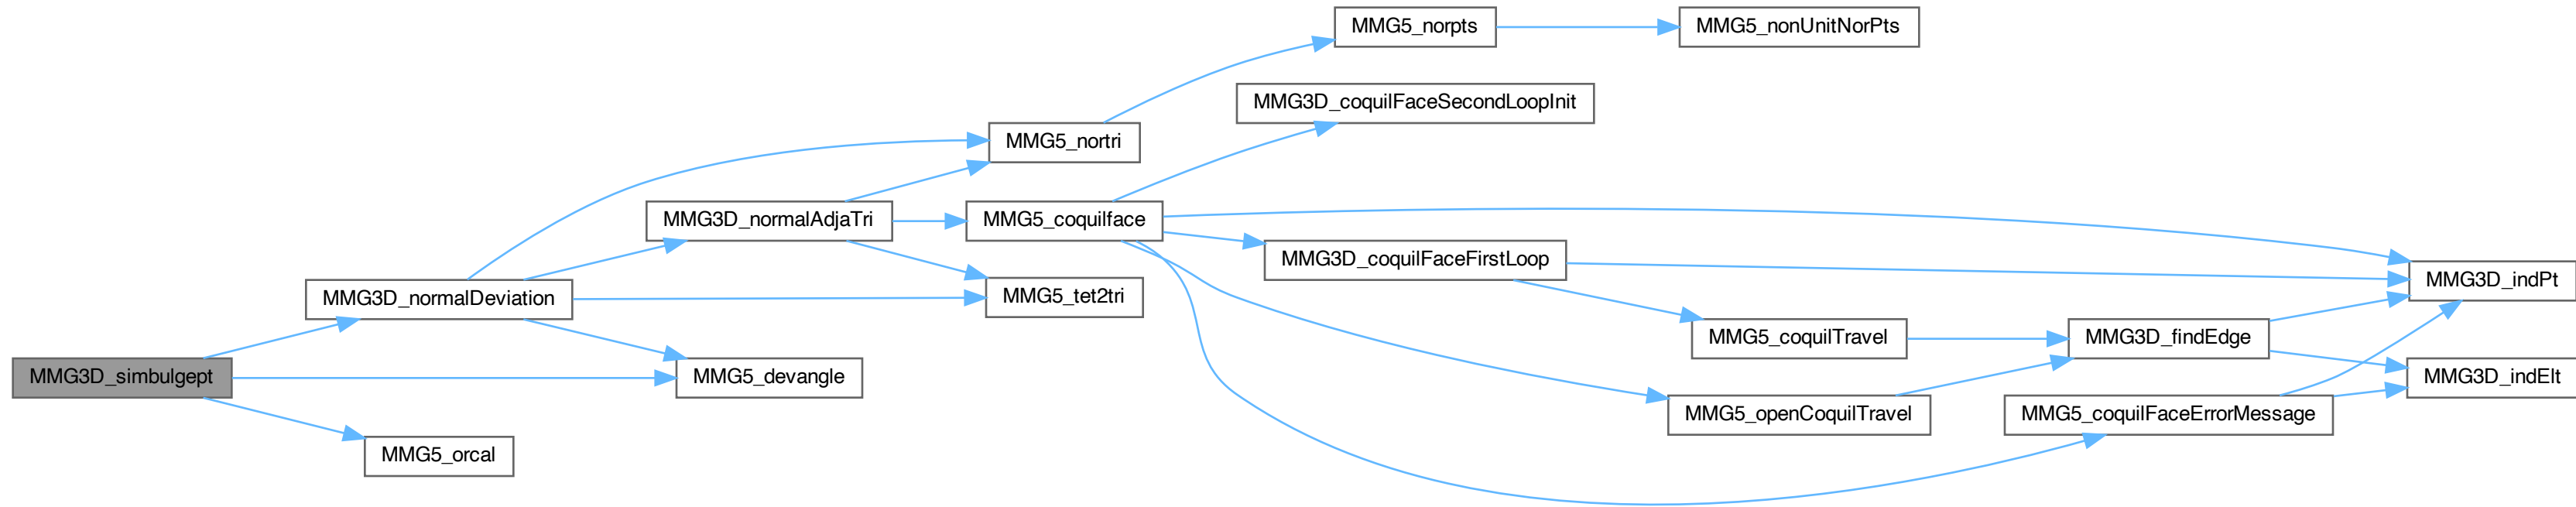 MMG5_norpts
MMG5_nonUnitNorPts
MMG3D_coquilFaceSecondLoopInit
MMG5_nortri
MMG3D_normalAdjaTri
MMG5_coquilface
MMG3D_coquilFaceFirstLoop
MMG3D_indPt
MMG3D_normalDeviation
MMG5_tet2tri
MMG5_coquilTravel
MMG3D_findEdge
MMG3D_simbulgept
MMG5_devangle
MMG3D_indElt
MMG5_openCoquilTravel
MMG5_coquilFaceErrorMessage
MMG5_orcal